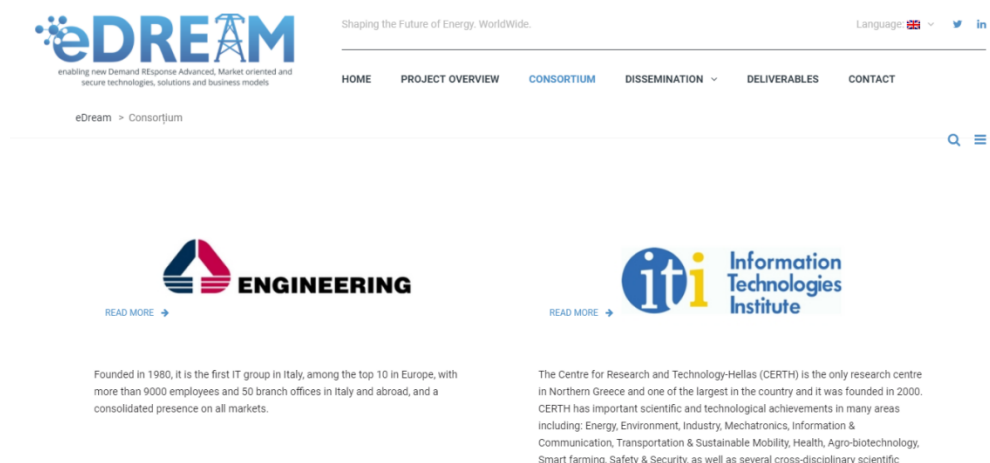 eDREAM
enabling new Demand REsponse Advanced, Market oriented and
secure technologies, solutions and business models
Shaping the Future of Energy. WorldWide.
Language:
HOME PROJECT OVERVIEW CONSORTIUM DISSEMINATION DELIVERABLES CONTACT
eDream > Consorțium
ENGINEERING
READ MORE
iti Information
Technologies
Institute
READ MORE
Founded in 1980, it is the first IT group in Italy, among the top 10 in Europe, with
more than 9000 employees and 50 branch offices in Italy and abroad, and a
consolidated presence on all markets.
The Centre for Research and Technology-Hellas (CERTH) is the only research centre
in Northern Greece and one of the largest in the country and it was founded in 2000.
CERTH has important scientific and technological achievements in many areas
including: Energy, Environment, Industry, Mechatronics, Information &
Communication, Transportation & Sustainable Mobility, Health, Agro-biotechnology,
Smart farming, Safety & Security, as well as several cross-disciplinary scientific